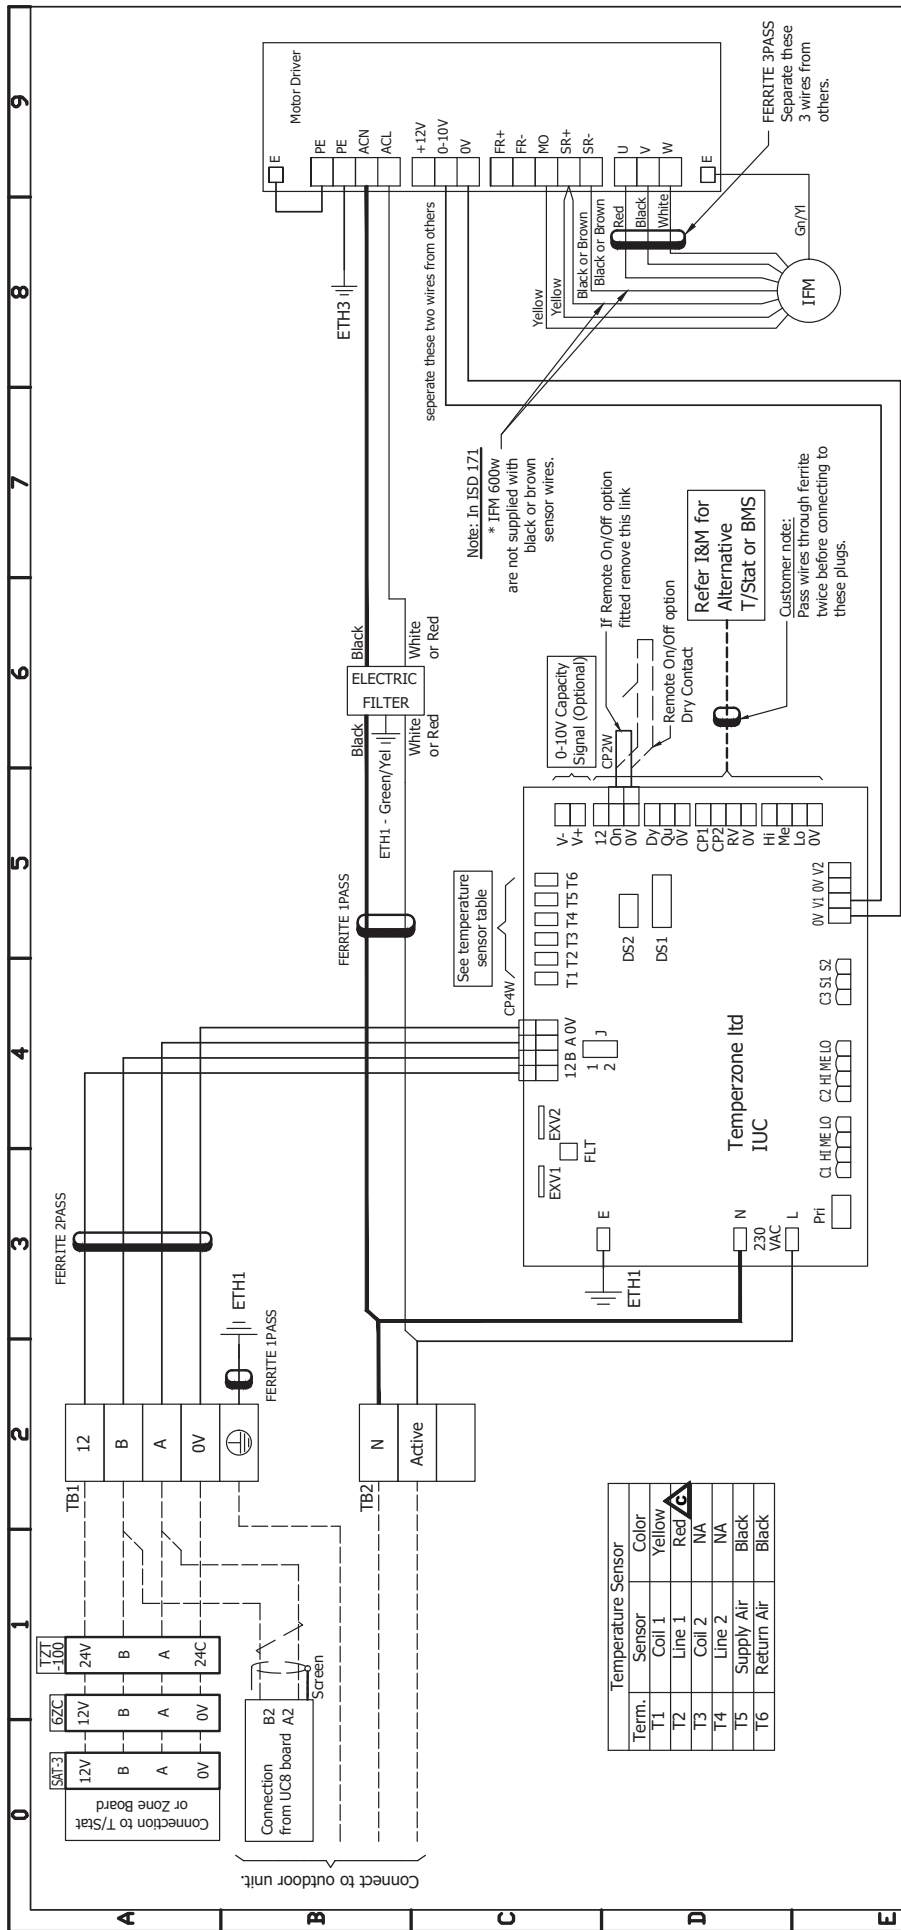 0
1
2
3
4
5
6
7
8
9
A
B
C
D
E
Connection to T/Stat
or Zone Board
SAT-3
12V
B
A
0V
6ZC
12V
B
A
0V
TZT
-100
24V
B
A
24C
TB1
12
B
A
0V
FERRITE 2PASS
ETH1
FERRITE 1PASS
Connection
from UC8 board
B2
A2
Screen
Connect to outdoor unit.
TB2
N
Active
FERRITE 1PASS
Black
White
or Red
ETH1 - Green/Yel
ELECTRIC
FILTER
Black
White
or Red
ETH3
Motor Driver
E
PE
PE
ACN
ACL
+12V
0-10V
0V
FR+
FR-
MO
SR+
SR-
U
V
W
E
seperate these two wires from others
Yellow
Yellow
Black or Brown
Black or Brown
Red
Black
White
Gn/Yl
IFM
FERRITE 3PASS
Separate these
3 wires from
others.
Note: In ISD 171
* IFM 600w
are not supplied with
black or brown
sensor wires.
0-10V Capacity
Signal (Optional)
CP2W
If Remote On/Off option
fitted remove this link
Remote On/Off option
Dry Contact
Refer I&M for
Alternative
T/Stat or BMS
Customer note:
Pass wires through ferrite
twice before connecting to
these plugs.
See temperature
sensor table
CP4W
12 B A 0V
T1 T2 T3 T4 T5 T6
V-
V+
12
On
0V
Dy
Qu
0V
CP1
CP2
RV
0V
Hi
Me
Lo
0V
1
2
J
EXV1
EXV2
FLT
DS2
DS1
E
ETH1
N
230
VAC
L
Temperzone ltd
IUC
Pri
C1 HI ME LO
C2 HI ME LO
C3 S1 S2
0V V1 0V V2
Temperature Sensor
Term. Sensor Color
T1 Coil 1 Yellow
T2 Line 1 Red
C
T3 Coil 2 NA
T4 Line 2 NA
T5 Supply Air Black
T6 Return Air Black